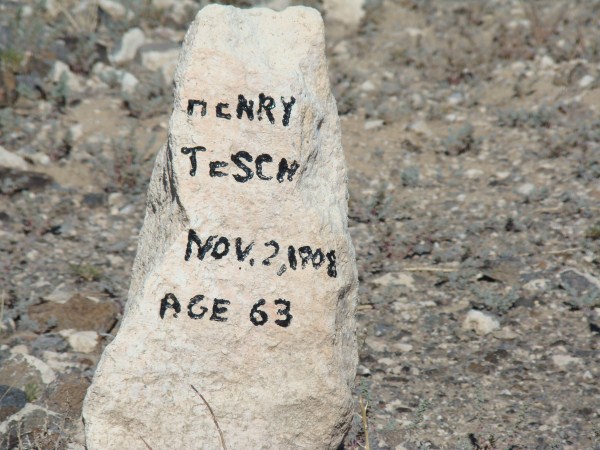 HENRY
TESCH
NOV. 2, 1908
AGE 63